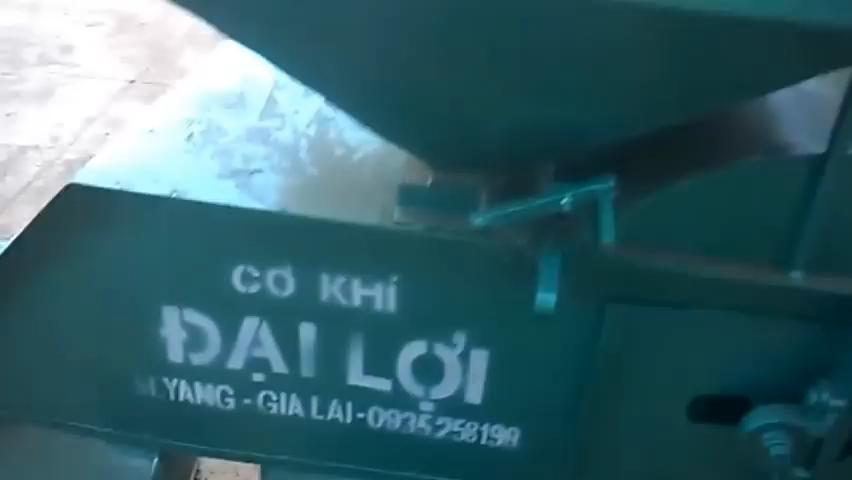 CƠ KHÍ
ĐẠI LỢI
YANG - GIA LAI - 0935258198